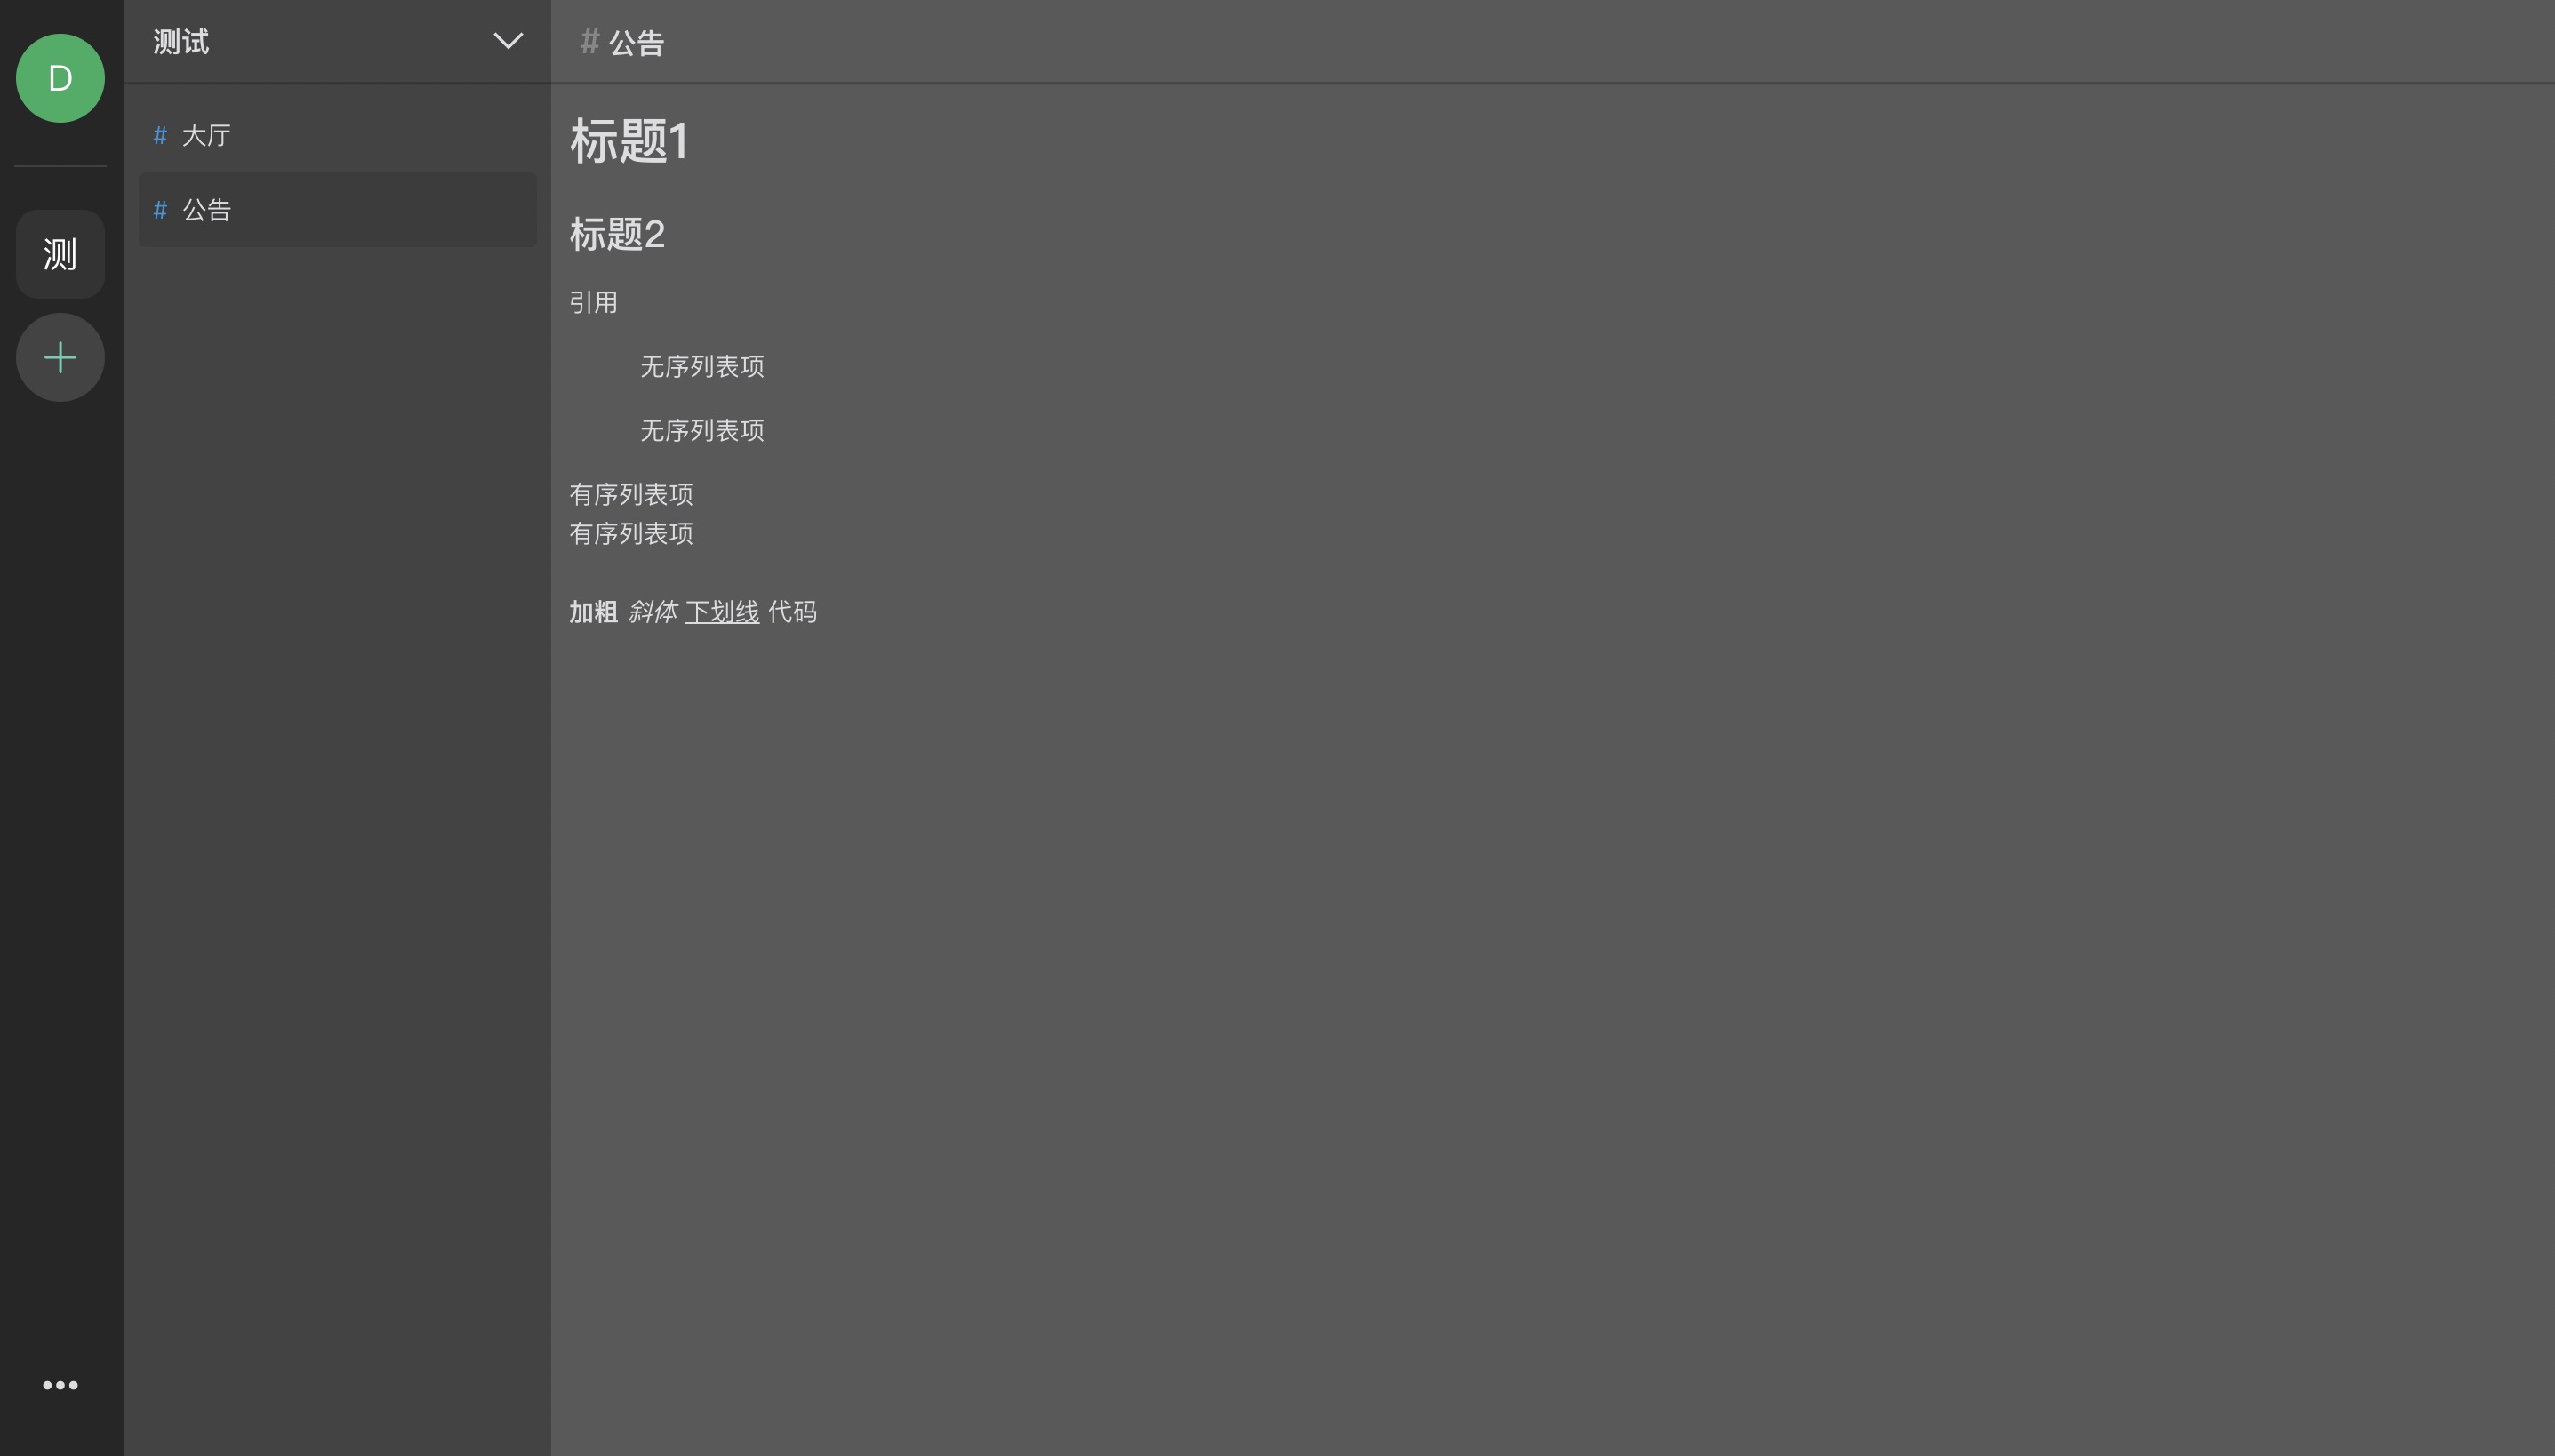 D
测
测试
# 大厅
# 公告
# 公告
标题1
标题2
引用
无序列表项
无序列表项
有序列表项
有序列表项
加粗 斜体 下划线 代码